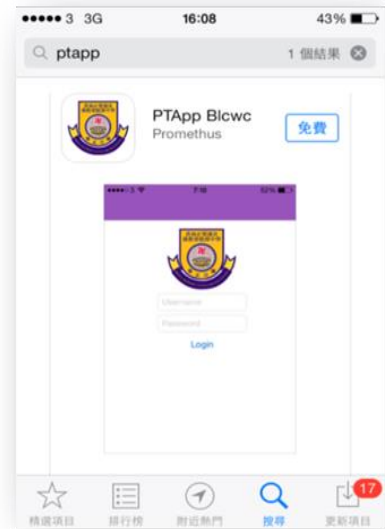 3 3G 16:08 43%
ptapp 1 個結果
PTApp Blcwc
Promethus
免費
3 7:18 52%
Username
Password
Login
17
精選項目 排行榜 附近熱門 搜尋 更新項目